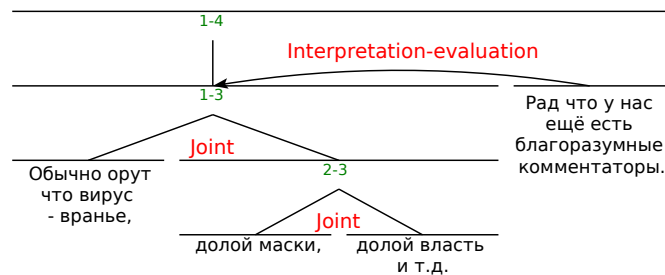 1-4
Interpretation-evaluation
1-3
Рад что у нас
ещё есть
благоразумные
комментаторы.
Joint
Обычно орут
что вирус
- вранье,
2-3
Joint
долой маски,
долой власть
и т.д.